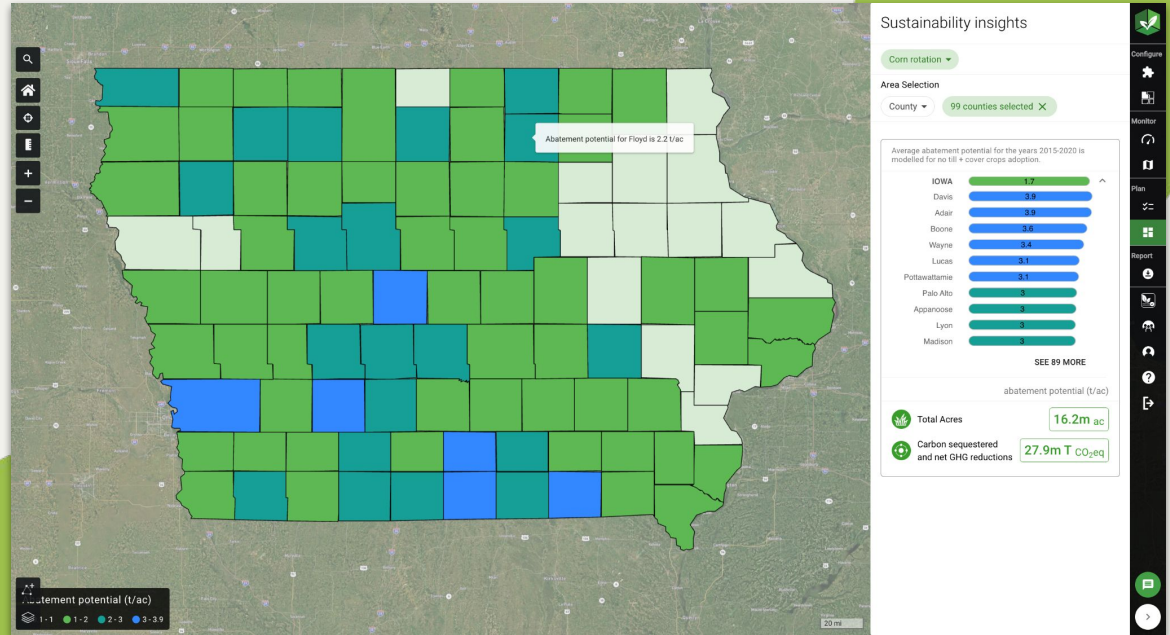 Sustainability insights
Corn rotation
Area Selection
County
99 counties selected
Average abatement potential for the years 2015-2020 is
modelled for no till + cover crops adoption.
IOWA 1.7
Davis 3.9
Adair 3.9
Boone 3.6
Wayne 3.4
Lucas 3.1
Pottawattamie 3.1
Palo Alto 3
Appanoose 3
Lyon 3
Madison 3
SEE 89 MORE
abatement potential (t/ac)
Total Acres 16.2m ac
Carbon sequestered
and net GHG reductions 27.9m T CO₂eq
Configure
Monitor
Plan
Report
Abatement potential for Floyd is 2.2 t/ac
atement potential (t/ac)
1 - 1 1 - 2 2 - 3 3 - 3.9
20 mi